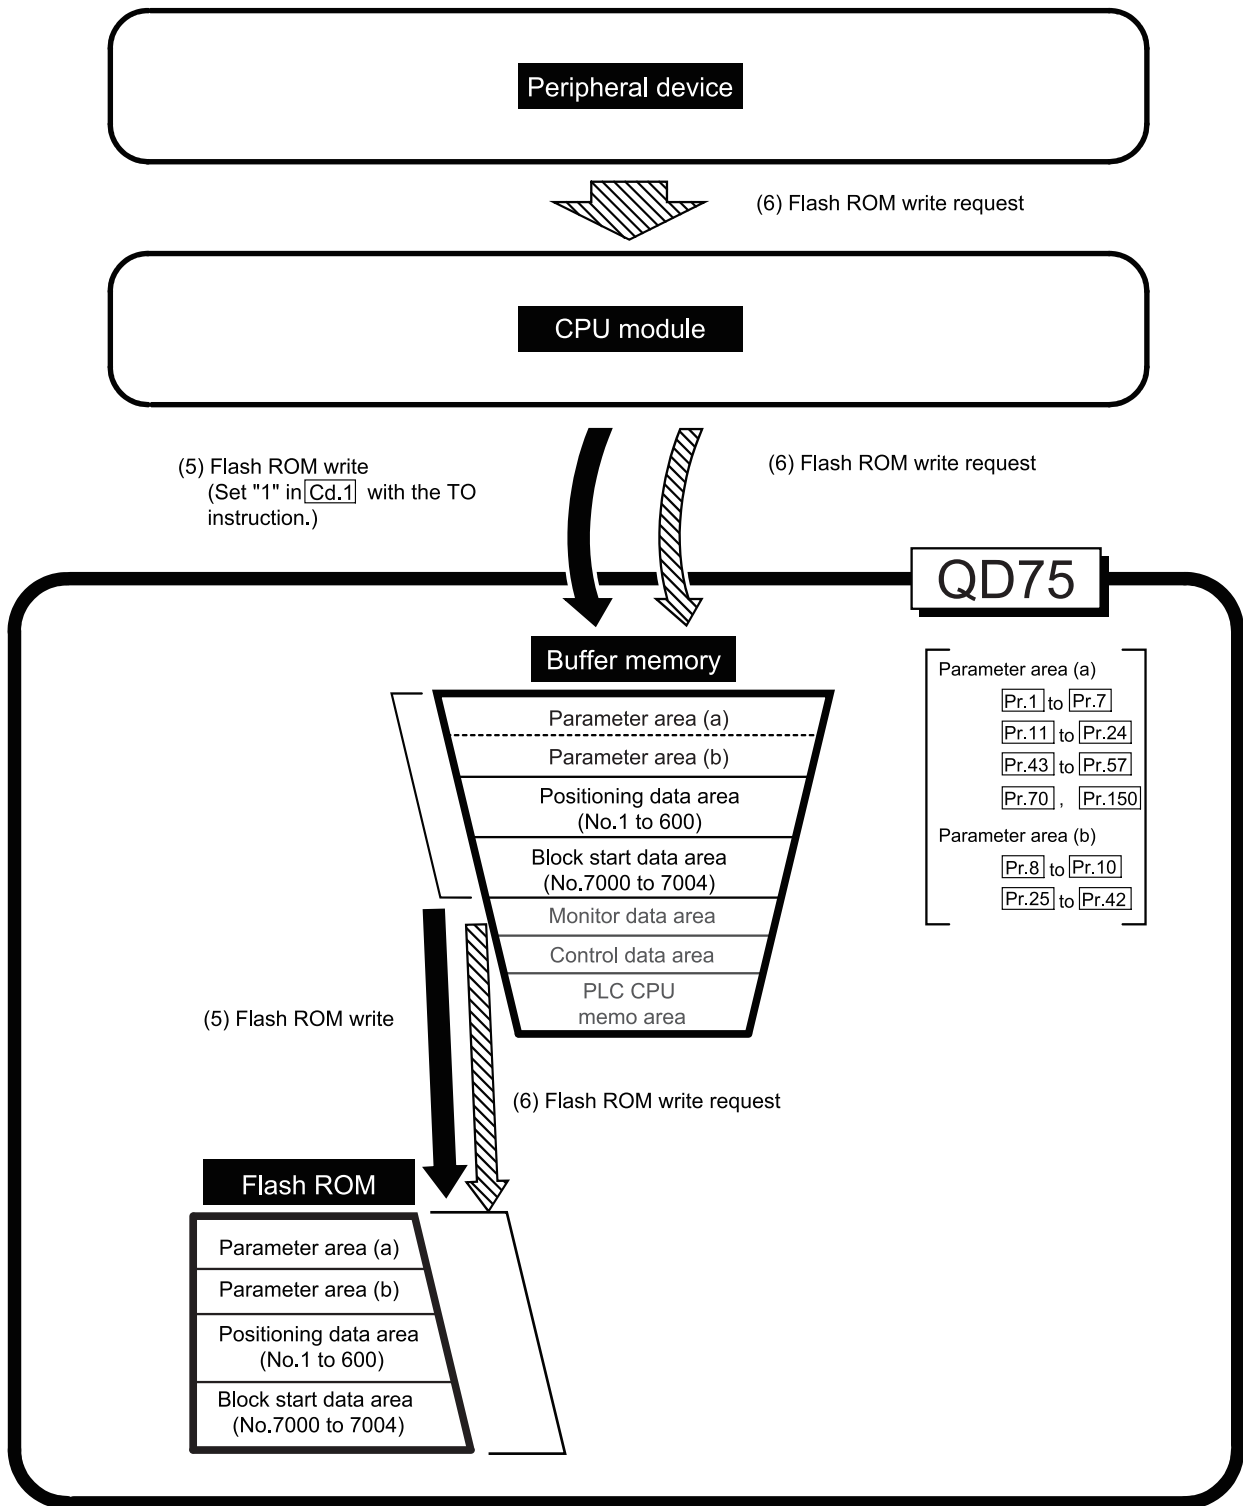 Peripheral device
(6) Flash ROM write request
CPU module
(5) Flash ROM write
(Set "1" in Cd.1 with the TO
instruction.)
(6) Flash ROM write request
QD75
Buffer memory
Parameter area (a)
Parameter area (b)
Positioning data area
(No.1 to 600)
Block start data area
(No.7000 to 7004)
Monitor data area
Control data area
PLC CPU
memo area
Parameter area (a)
Pr.1 to Pr.7
Pr.11 to Pr.24
Pr.43 to Pr.57
Pr.70 , Pr.150
Parameter area (b)
Pr.8 to Pr.10
Pr.25 to Pr.42
(5) Flash ROM write
(6) Flash ROM write request
Flash ROM
Parameter area (a)
Parameter area (b)
Positioning data area
(No.1 to 600)
Block start data area
(No.7000 to 7004)